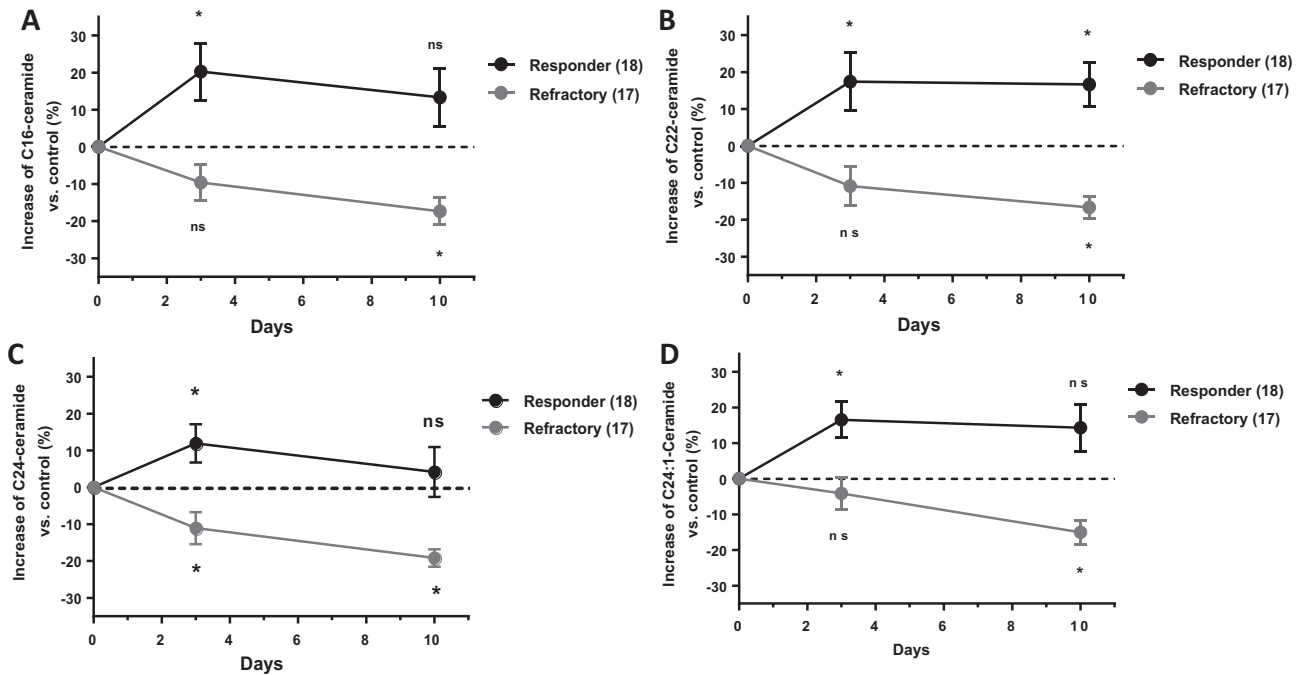 A
Increase of C16-ceramide
vs. control (%)
30
20
10
0
-10
-20
-30
*
ns
ns
*
0 2 4 6 8 10
Days
Responder (18)
Refractory (17)
B
Increase of C22-ceramide
vs. control (%)
30
20
10
0
-10
-20
-30
*
*
n s
*
0 2 4 6 8 10
Days
Responder (18)
Refractory (17)
C
Increase of C24-ceramide
vs. control (%)
30
20
10
0
-10
-20
-30
*
ns
*
*
0 2 4 6 8 10
Days
Responder (18)
Refractory (17)
D
Increase of C24:1-Ceramide
vs. control (%)
30
20
10
0
-10
-20
-30
*
n s
n s
*
0 2 4 6 8 10
Days
Responder (18)
Refractory (17)